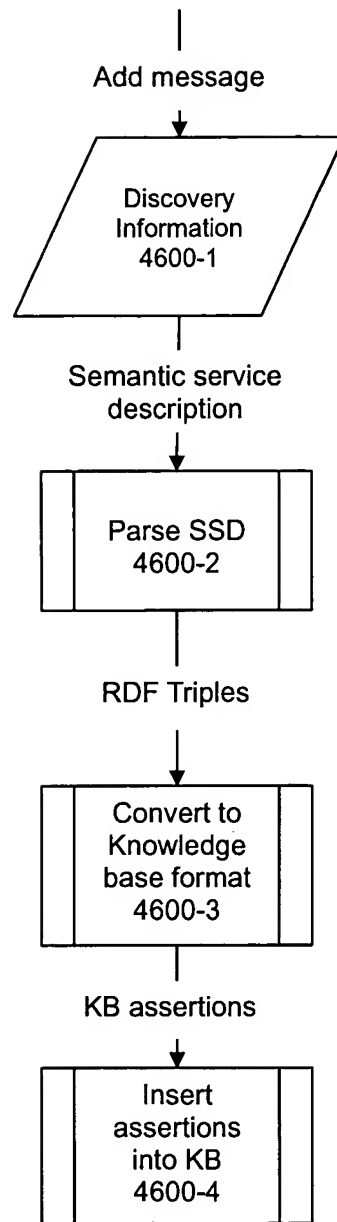 Add message
Discovery
Information
4600-1
Semantic service
description
Parse SSD
4600-2
RDF Triples
Convert to
Knowledge
base format
4600-3
KB assertions
Insert
assertions
into KB
4600-4